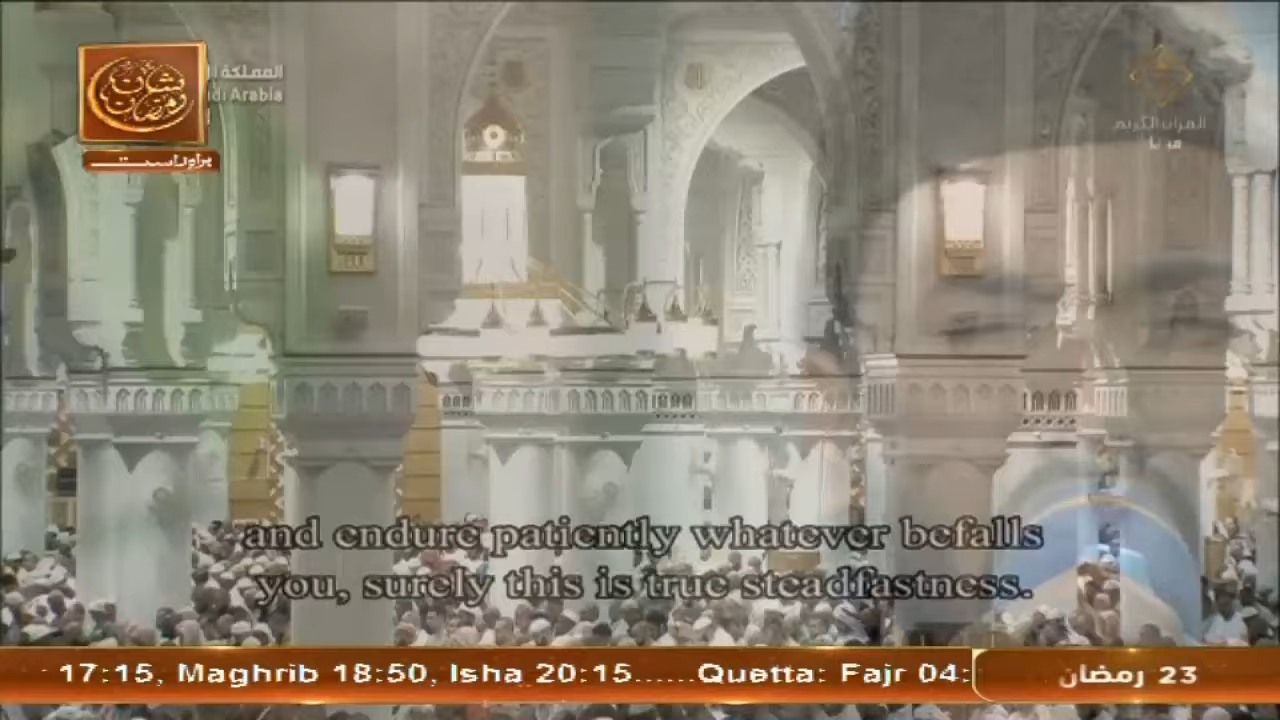 المملكة ا
di Arabia
شان
رمضان
براہِ راست
القرآن الكريم
and endure patiently whatever befalls
you, surely this is true steadfastness.
17:15, Maghrib 18:50, Isha 20:15......Quetta: Fajr 04:
23 رمضان